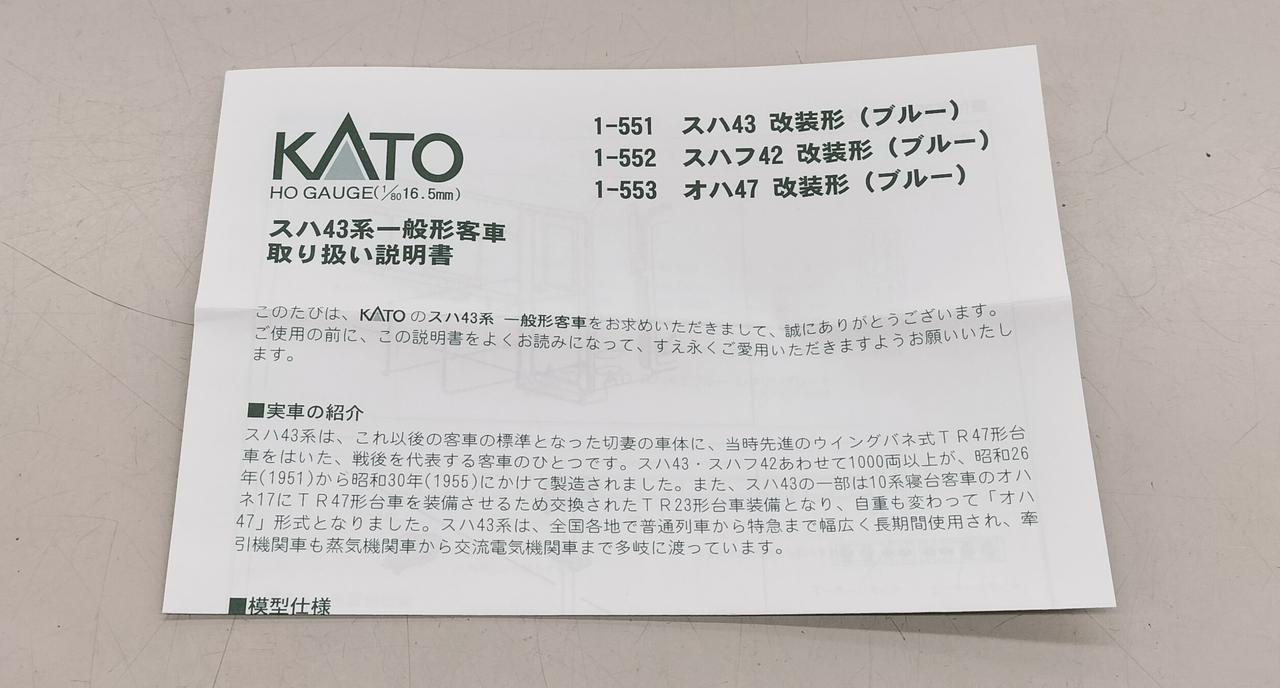 KATO
HO GAUGE(1/80 16.5mm)
1-551 スハ43 改装形（ブルー）
1-552 スハフ42 改装形（ブルー）
1-553 オハ47 改装形（ブルー）
スハ43系一般形客車
取り扱い説明書
このたびは、KATOのスハ43系 一般形客車をお求めいただきまして、誠にありがとうございます。
ご使用の前に、この説明書をよくお読みになって、すえ永くご愛用いただきますようお願いいたし
ます。
■実車の紹介
スハ43系は、これ以後の客車の標準となった切妻の車体に、当時先進のウイングバネ式ＴＲ47形台
車をはいた、戦後を代表する客車のひとつです。スハ43・スハフ42あわせて1000両以上が、昭和26
年(1951)から昭和30年(1955)にかけて製造されました。また、スハ43の一部は10系寝台客車のオハ
ネ17にＴＲ47形台車を装備させるため交換されたＴＲ23形台車装備となり、自重も変わって「オハ
47」形式となりました。スハ43系は、全国各地で普通列車から特急まで幅広く長期間使用され、牽
引機関車も蒸気機関車から交流電気機関車まで多岐に渡っています。
■模型仕様